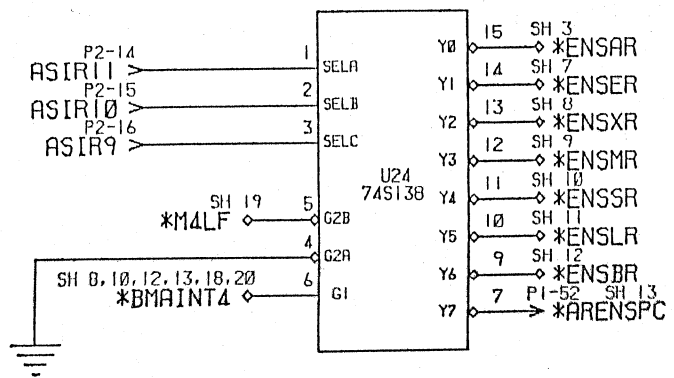 P2-14
ASIR11 1 SELA
P2-15
ASIR10 2 SELB
P2-16
ASIR9 3 SELC
SH 19
*M4LF 5 G2B
4 G2A
SH 8,10,12,13,18,20
*BMAINT4 6 G1
U24
74S138
Y0 15 SH 3 *ENSAR
Y1 14 SH 7 *ENSER
Y2 13 SH 8 *ENSXR
Y3 12 SH 9 *ENSMR
Y4 11 SH 10 *ENSSR
Y5 10 SH 11 *ENSLR
Y6 9 SH 12 *ENSBR
Y7 7 P1-52 SH 13 *ARENSPC